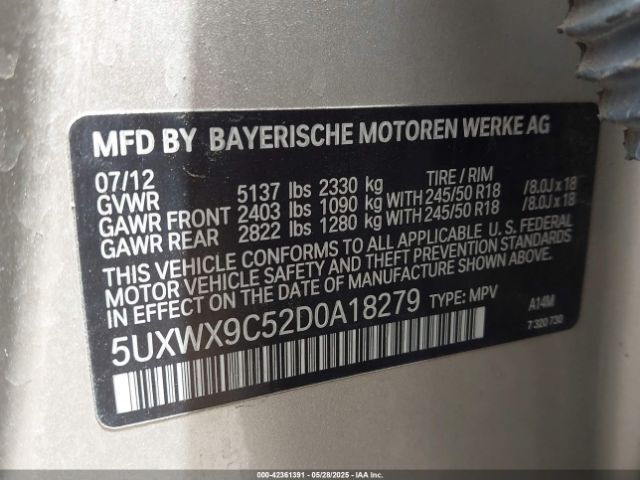 MFD BY BAYERISCHE MOTOREN WERKE AG
07/12 TIRE / RIM
GVWR 5137 lbs 2330 kg
GAWR FRONT 2403 lbs 1090 kg WITH 245/50 R18 /8.0J x 18
GAWR REAR 2822 lbs 1280 kg WITH 245/50 R18 /8.0J x 18
THIS VEHICLE CONFORMS TO ALL APPLICABLE U.S. FEDERAL
MOTOR VEHICLE SAFETY AND THEFT PREVENTION STANDARDS
IN EFFECT ON THE DATE OF MANUFACTURE SHOWN ABOVE.
5UXWX9C52D0A18279 TYPE: MPV A14M
7 320 730
000-42361391 | 05/28/2025 | IAA, Inc.